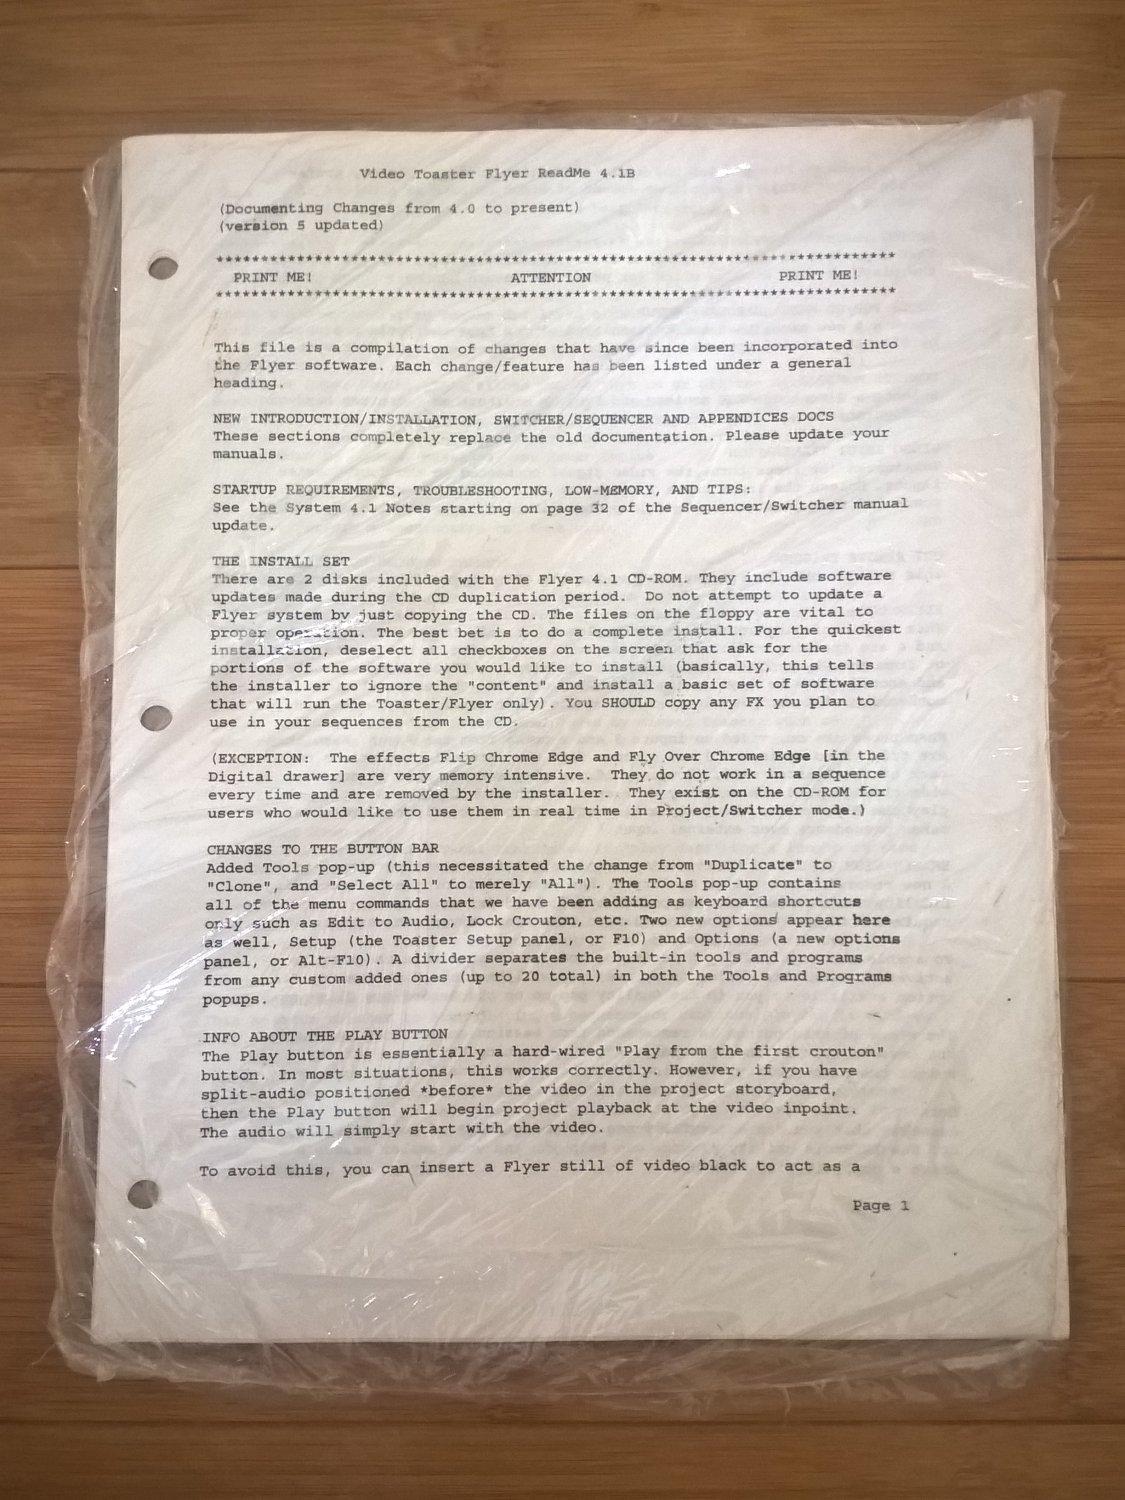 Video Toaster Flyer ReadMe 4.1B
(Documenting Changes from 4.0 to present)
(version 5 updated)
****************************************************************************
PRINT ME! ATTENTION PRINT ME!
****************************************************************************
This file is a compilation of changes that have since been incorporated into
the Flyer software. Each change/feature has been listed under a general
heading.
NEW INTRODUCTION/INSTALLATION, SWITCHER/SEQUENCER AND APPENDICES DOCS
These sections completely replace the old documentation. Please update your
manuals.
STARTUP REQUIREMENTS, TROUBLESHOOTING, LOW-MEMORY, AND TIPS:
See the System 4.1 Notes starting on page 32 of the Sequencer/Switcher manual
update.
THE INSTALL SET
There are 2 disks included with the Flyer 4.1 CD-ROM. They include software
updates made during the CD duplication period.  Do not attempt to update a
Flyer system by just copying the CD. The files on the floppy are vital to
proper operation. The best bet is to do a complete install. For the quickest
installation, deselect all checkboxes on the screen that ask for the
portions of the software you would like to install (basically, this tells
the installer to ignore the "content" and install a basic set of software
that will run the Toaster/Flyer only). You SHOULD copy any FX you plan to
use in your sequences from the CD.
(EXCEPTION:  The effects Flip Chrome Edge and Fly Over Chrome Edge [in the
Digital drawer] are very memory intensive.  They do not work in a sequence
every time and are removed by the installer.  They exist on the CD-ROM for
users who would like to use them in real time in Project/Switcher mode.)
CHANGES TO THE BUTTON BAR
Added Tools pop-up (this necessitated the change from "Duplicate" to
"Clone", and "Select All" to merely "All"). The Tools pop-up contains
all of the menu commands that we have been adding as keyboard shortcuts
only such as Edit to Audio, Lock Crouton, etc. Two new options appear here
as well, Setup (the Toaster Setup panel, or F10) and Options (a new options
panel, or Alt-F10). A divider separates the built-in tools and programs
from any custom added ones (up to 20 total) in both the Tools and Programs
popups.
INFO ABOUT THE PLAY BUTTON
The Play button is essentially a hard-wired "Play from the first crouton"
button. In most situations, this works correctly. However, if you have
split-audio positioned *before* the video in the project storyboard,
then the Play button will begin project playback at the video inpoint.
The audio will simply start with the video.
To avoid this, you can insert a Flyer still of video black to act as a
Page 1